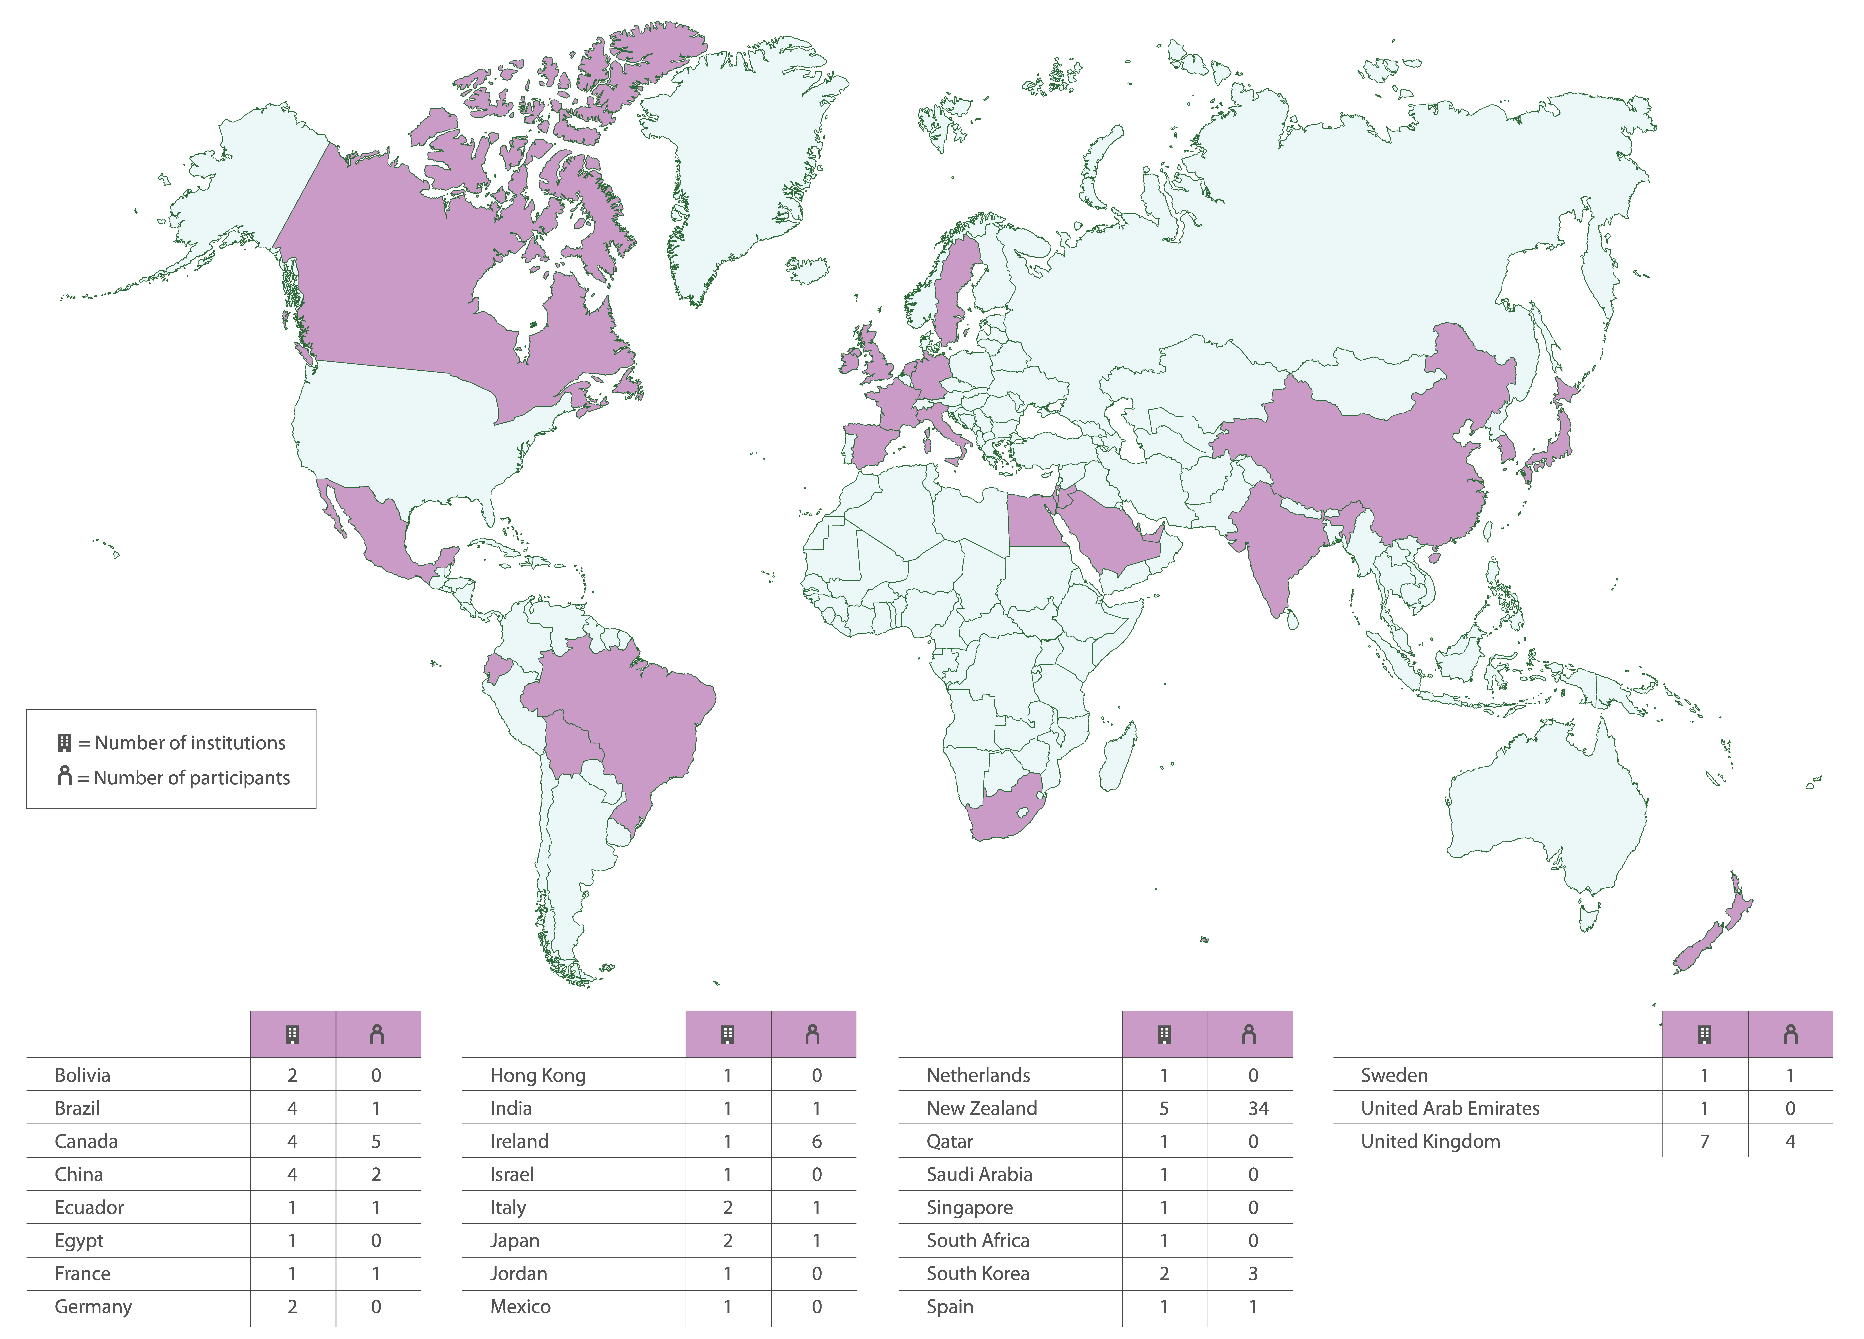 = Number of institutions
= Number of participants
Bolivia 2 0
Brazil 4 1
Canada 4 5
China 4 2
Ecuador 1 1
Egypt 1 0
France 1 1
Germany 2 0
Hong Kong 1 0
India 1 1
Ireland 1 6
Israel 1 0
Italy 2 1
Japan 2 1
Jordan 1 0
Mexico 1 0
Netherlands 1 0
New Zealand 5 34
Qatar 1 0
Saudi Arabia 1 0
Singapore 1 0
South Africa 1 0
South Korea 2 3
Spain 1 1
Sweden 1 1
United Arab Emirates 1 0
United Kingdom 7 4